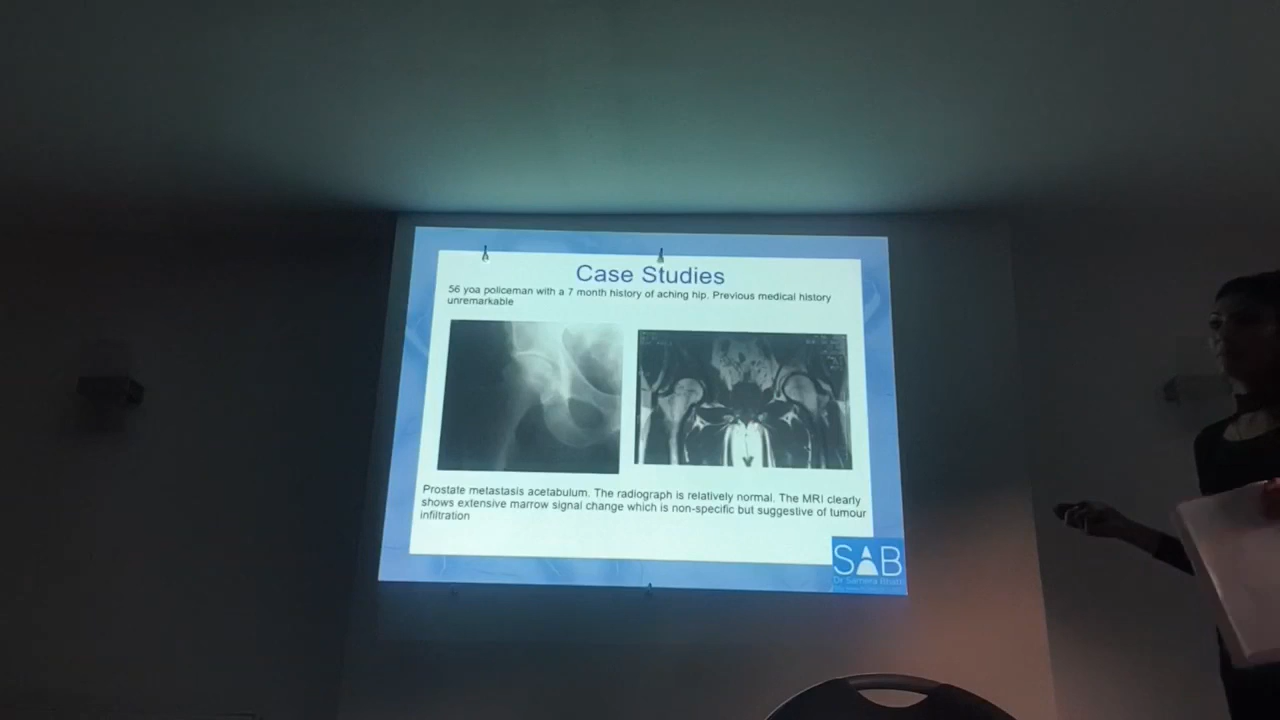 Case Studies
56 yoa policeman with a 7 month history of aching hip. Previous medical history
unremarkable
Prostate metastasis acetabulum. The radiograph is relatively normal. The MRI clearly
shows extensive marrow signal change which is non-specific but suggestive of tumour
infiltration
SAB